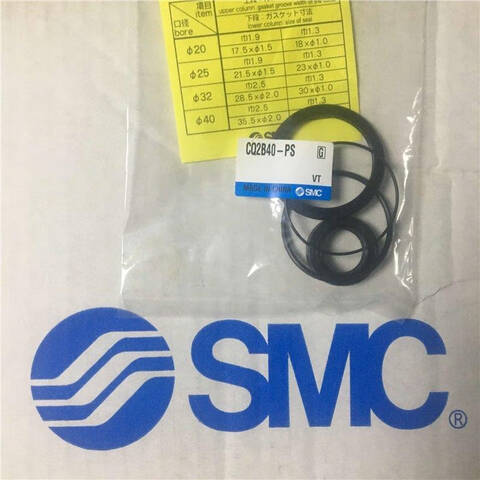 項目
item
upper column: gasket groove width of the body
下段：ガスケット寸法
lower column: size of seal
口径
bore
φ20
巾1.9
巾1.3
17.5×φ1.5
18×φ1.0
φ25
巾1.9
巾1.3
21.5×φ1.5
23×φ1.0
φ32
巾2.5
巾1.3
28.5×φ2.0
30×φ1.0
φ40
巾2.5
巾1.3
35.5×φ2.0
SMC
CQ2B40-PS
G
VT
MADE IN CHINA
SMC
SMC
®